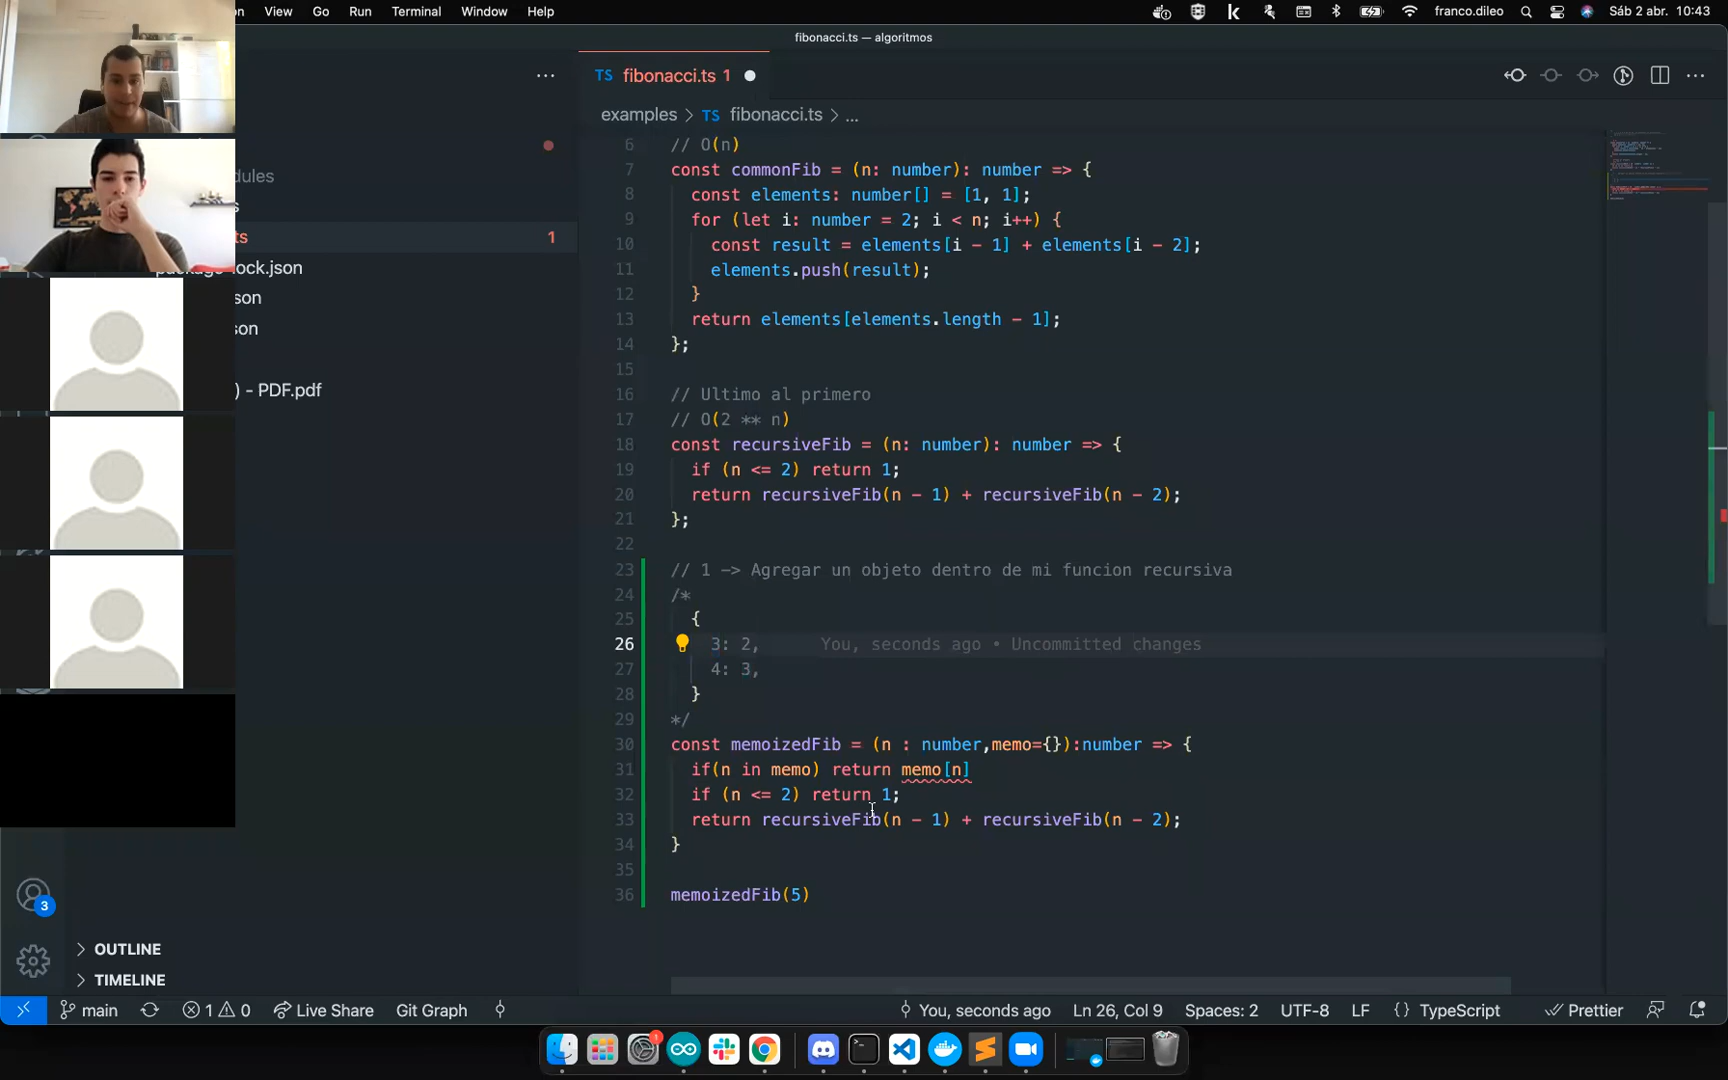 View Go Run Terminal Window Help
franco.dileo Sáb 2 abr. 10:43
fibonacci.ts — algoritmos
TS fibonacci.ts 1
examples > TS fibonacci.ts > ...
dules
s
ts 1
package-lock.json
son
son
) - PDF.pdf
6 // O(n)
7 const commonFib = (n: number): number => {
8 const elements: number[] = [1, 1];
9 for (let i: number = 2; i < n; i++) {
10 const result = elements[i - 1] + elements[i - 2];
11 elements.push(result);
12 }
13 return elements[elements.length - 1];
14 };
15
16 // Ultimo al primero
17 // O(2 ** n)
18 const recursiveFib = (n: number): number => {
19 if (n <= 2) return 1;
20 return recursiveFib(n - 1) + recursiveFib(n - 2);
21 };
22
23 // 1 -> Agregar un objeto dentro de mi funcion recursiva
24 /*
25 {
26 3: 2, You, seconds ago • Uncommitted changes
27 4: 3,
28 }
29 */
30 const memoizedFib = (n : number,memo={}):number => {
31 if(n in memo) return memo[n]
32 if (n <= 2) return 1;
33 return recursiveFib(n - 1) + recursiveFib(n - 2);
34 }
35
36 memoizedFib(5)
3
> OUTLINE
> TIMELINE
main 1 0 Live Share Git Graph You, seconds ago Ln 26, Col 9 Spaces: 2 UTF-8 LF {} TypeScript Prettier
1